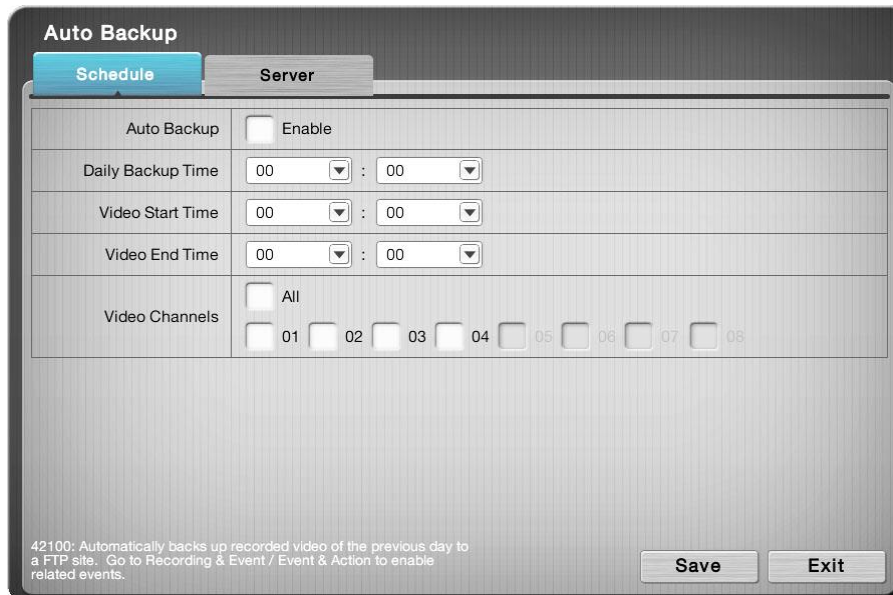 Auto Backup
Schedule Server
Auto Backup Enable
Daily Backup Time 00 : 00
Video Start Time 00 : 00
Video End Time 00 : 00
Video Channels All
01 02 03 04 05 06 07 08
42100: Automatically backs up recorded video of the previous day to
a FTP site. Go to Recording & Event / Event & Action to enable
related events.
Save Exit